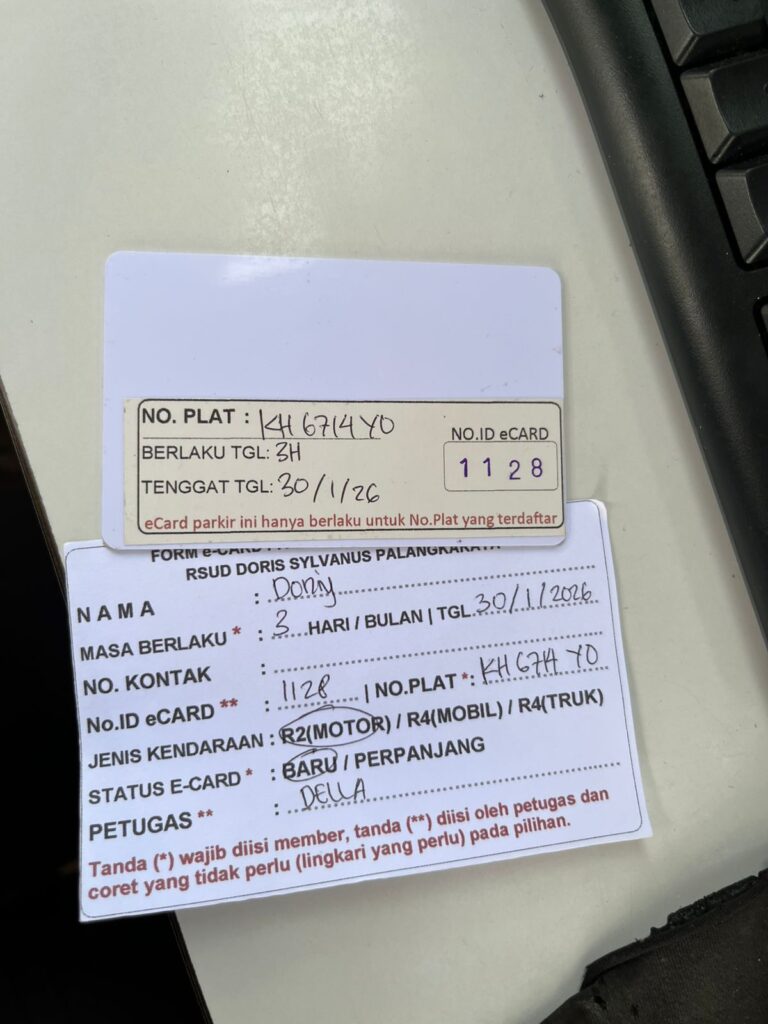 NO. PLAT : KH 6714 YO
BERLAKU TGL: 3H
NO.ID eCARD
1128
TENGGAT TGL: 30/1/26
eCard parkir ini hanya berlaku untuk No.Plat yang terdaftar
FORM e-CARD
RSUD DORIS SYLVANUS PALANGKARAYA
NAMA :
MASA BERLAKU * : 3 HARI / BULAN | TGL. 30/1/2026
NO. KONTAK :
No.ID eCARD ** : 1128 | NO.PLAT *: KH 6714 YO
JENIS KENDARAAN : R2(MOTOR) / R4(MOBIL) / R4(TRUK)
STATUS E-CARD * : BARU / PERPANJANG
PETUGAS ** : DELLA
Tanda (*) wajib diisi member, tanda (**) diisi oleh petugas dan
coret yang tidak perlu (lingkari yang perlu) pada pilihan.